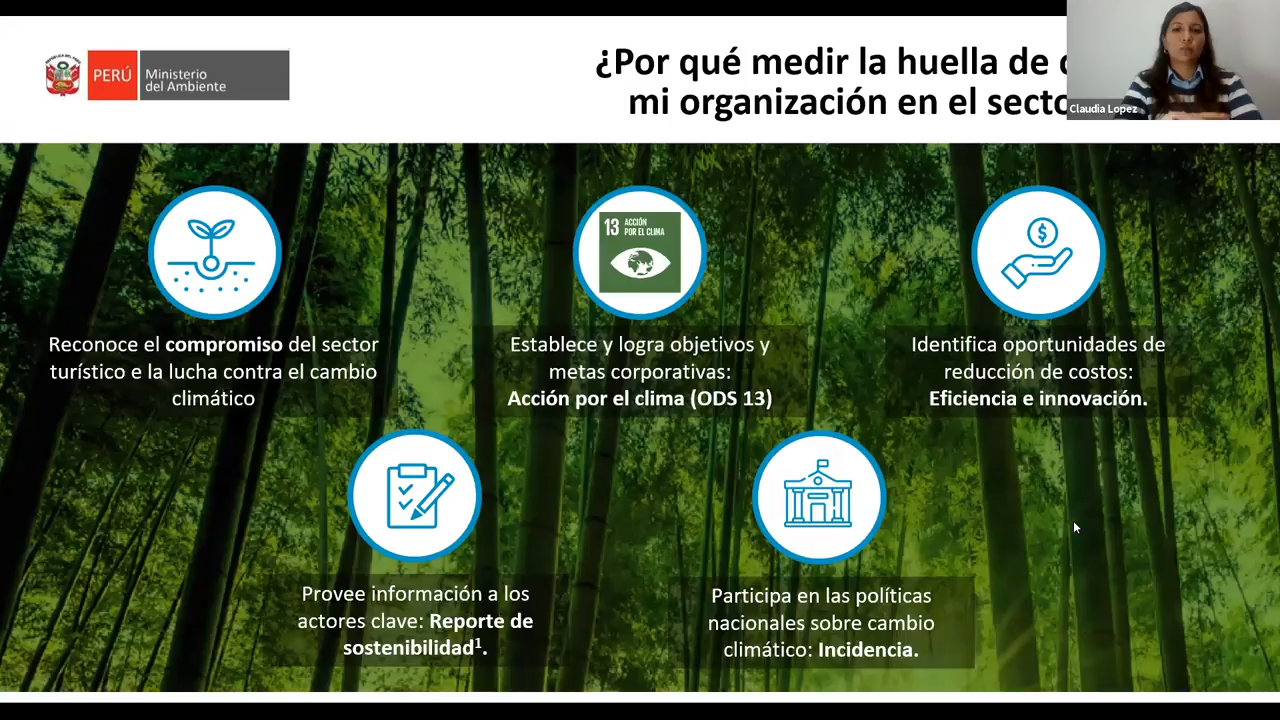 PERÚ
Ministerio
del Ambiente
¿Por qué medir la huella de
mi organización en el
Claudia Lopez
13 ACCIÓN
POR EL CLIMA
Reconoce el compromiso del sector
turístico e la lucha contra el cambio
climático
Establece y logra objetivos y
metas corporativas:
Acción por el clima (ODS 13)
Identifica oportunidades de
reducción de costos:
Eficiencia e innovación.
Provee información a los
actores clave: Reporte de
sostenibilidad¹.
Participa en las políticas
nacionales sobre cambio
climático: Incidencia.